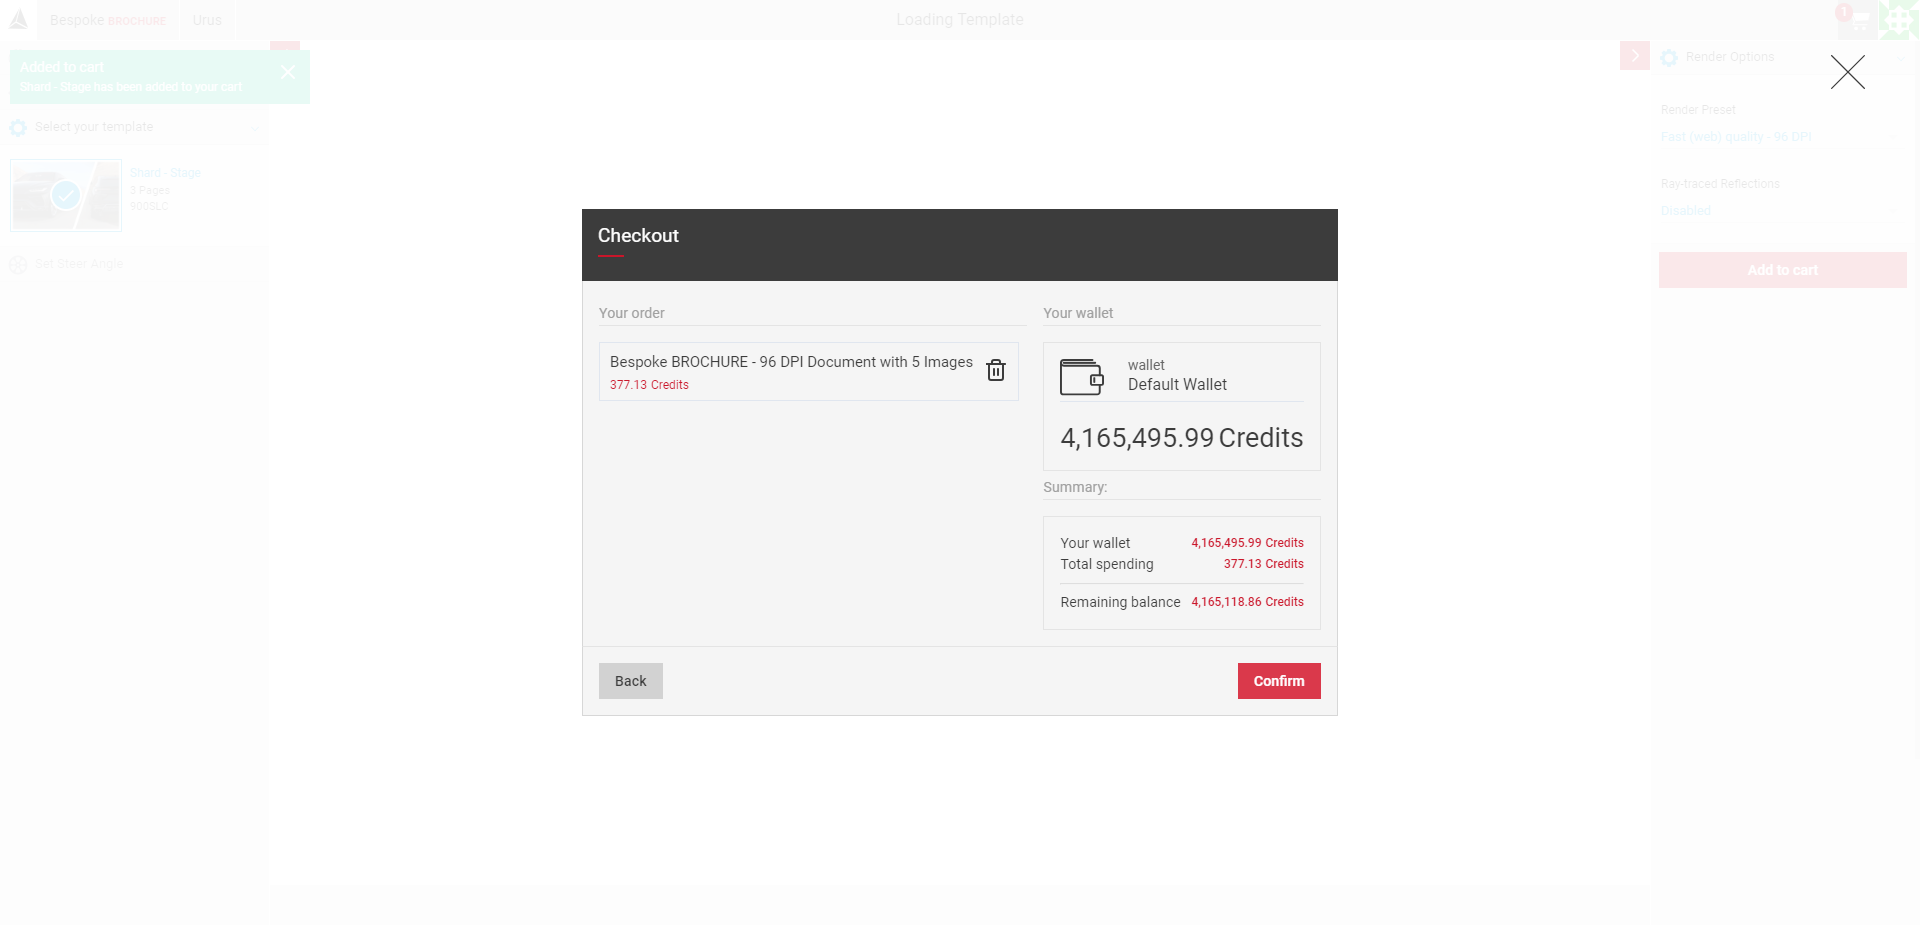 Bespoke BROCHURE
Urus
Loading Template
1
Added to cart
Shard - Stage has been added to your cart
Select your template
Shard - Stage
3 Pages
900SLC
Set Steer Angle
Render Options
Render Preset
Fast (web) quality - 96 DPI
Ray-traced Reflections
Disabled
Add to cart
Checkout
Your order
Bespoke BROCHURE - 96 DPI Document with 5 Images
377.13 Credits
Your wallet
wallet
Default Wallet
4,165,495.99 Credits
Summary:
Your wallet 4,165,495.99 Credits
Total spending 377.13 Credits
Remaining balance 4,165,118.86 Credits
Back
Confirm